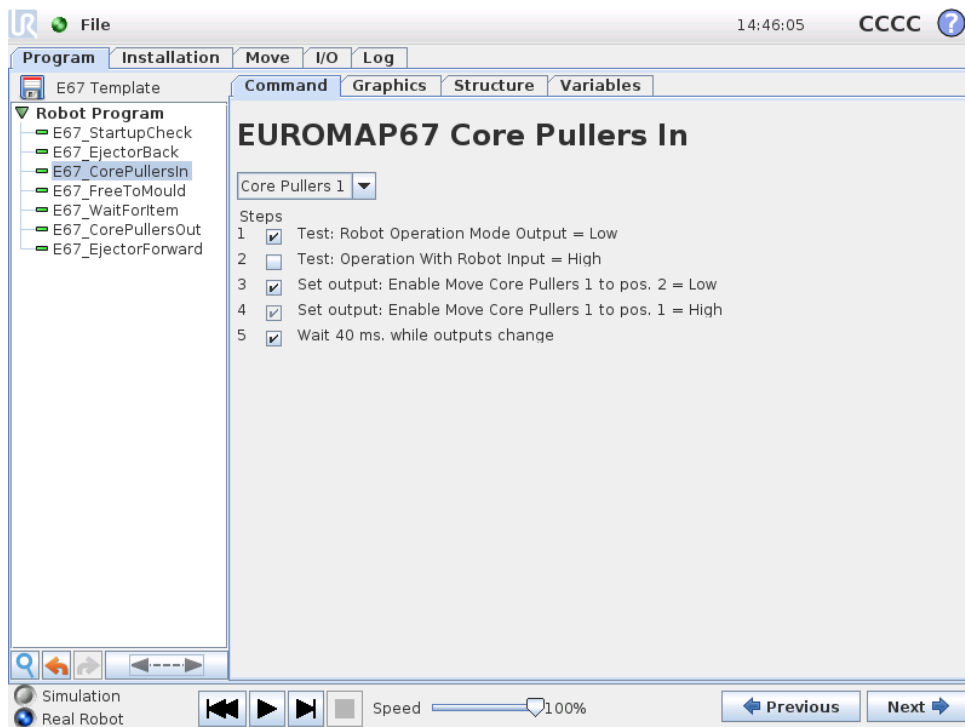 UR File 14:46:05 CCCC ?
Program Installation Move I/O Log
E67 Template
Command Graphics Structure Variables
Robot Program
E67_StartupCheck
E67_EjectorBack
E67_CorePullersIn
E67_FreeToMould
E67_WaitForItem
E67_CorePullersOut
E67_EjectorForward
EUROMAP67 Core Pullers In
Core Pullers 1
Steps
1 Test: Robot Operation Mode Output = Low
2 Test: Operation With Robot Input = High
3 Set output: Enable Move Core Pullers 1 to pos. 2 = Low
4 Set output: Enable Move Core Pullers 1 to pos. 1 = High
5 Wait 40 ms. while outputs change
Simulation
Real Robot
Speed 100%
Previous Next